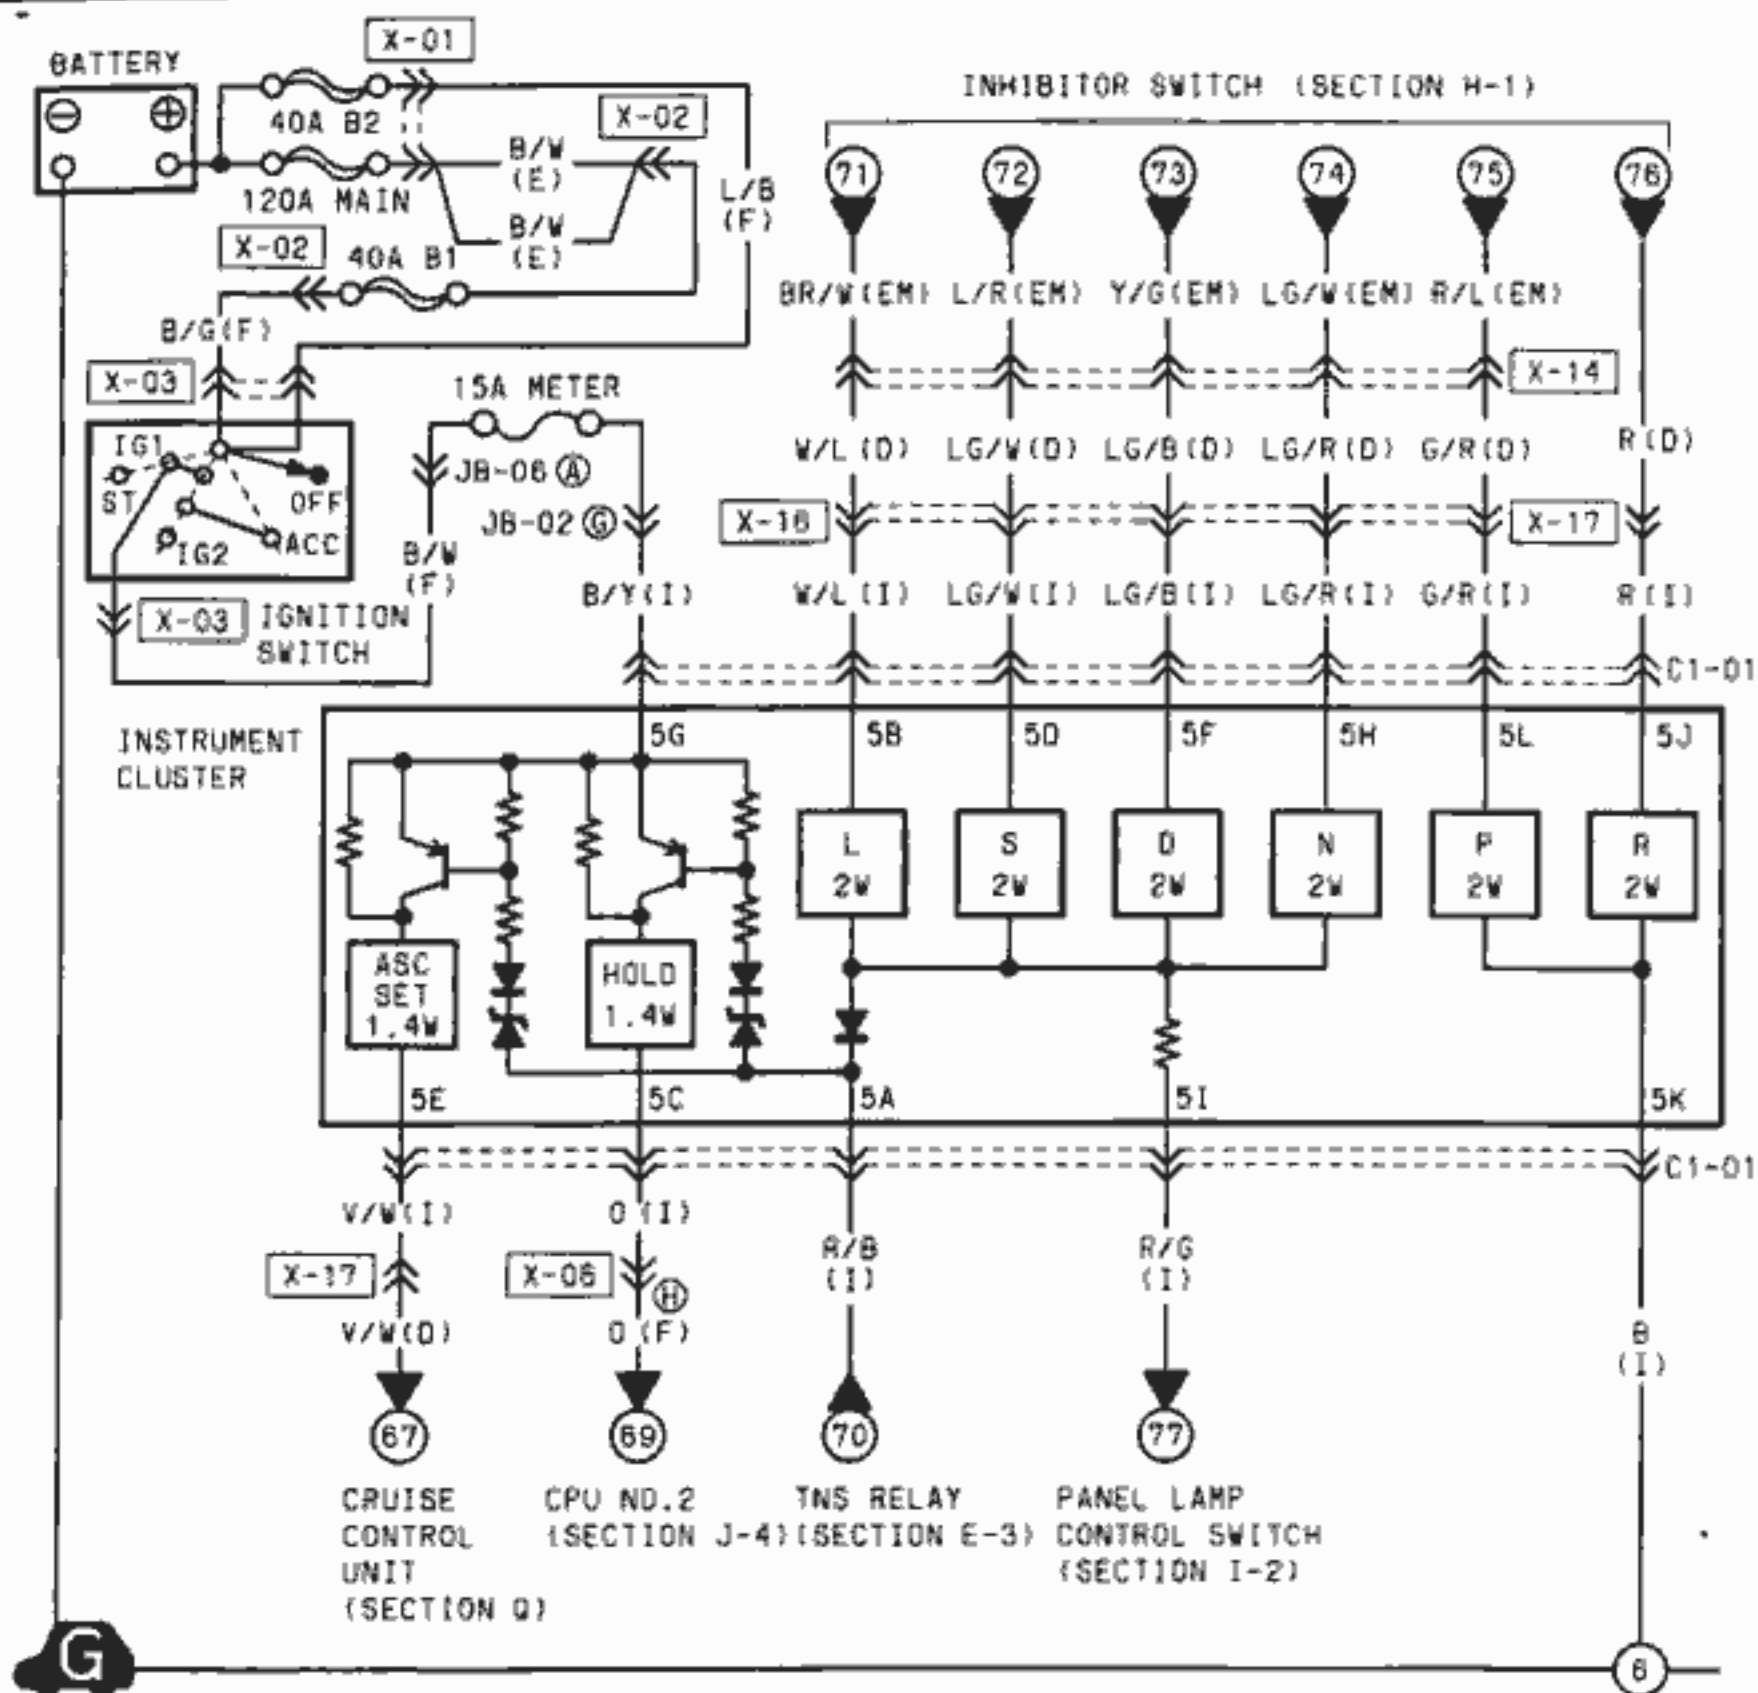 X-01
BATTERY
INHIBITOR SWITCH (SECTION H-1)
40A B2
X-02
B/W
(E)
120A MAIN
L/B
(F)
B/W
(E)
X-02
40A B1
71 72 73 74 75 76
BR/W(EM) L/R(EM) Y/G(EM) LG/W(EM) R/L(EM)
B/G(F)
X-03
15A METER
X-14
IG1
ST
OFF
IG2
ACC
JB-06 A
JB-02 G
W/L(D) LG/W(D) LG/B(D) LG/R(D) G/R(D) R(D)
X-16
X-17
B/W
(F)
B/Y(I) W/L(I) LG/W(I) LG/B(I) LG/R(I) G/R(I) R(I)
X-03
IGNITION
SWITCH
C1-01
INSTRUMENT
CLUSTER
5G 5B 5D 5F 5H 5L 5J
L S D N P R
2W 2W 2W 2W 2W 2W
ASC
SET
1.4W
HOLD
1.4W
5E 5C 5A 5I 5K
C1-01
V/W(I) O(I)
R/B
(I)
R/G
(I)
X-17
X-06
H
V/W(D) O(F)
B
(I)
67 69 70 77
CRUISE
CONTROL
UNIT
(SECTION Q)
CPU NO.2
(SECTION J-4)
TNS RELAY
(SECTION E-3)
PANEL LAMP
CONTROL SWITCH
(SECTION I-2)
G
6